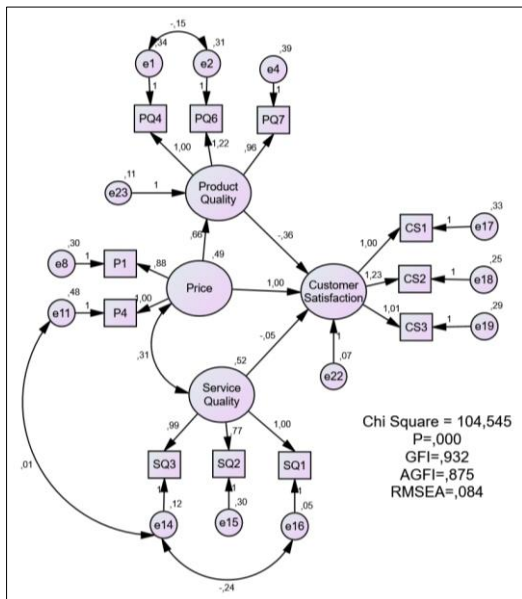 -,15
,34
,31
e1
e2
,39
e4
1
1
1
PQ4
PQ6
PQ7
1,00
1,22
,96
,11
e23
1
Product
Quality
,66
-,36
,30
e8
1
P1
,88
,49
Price
1,00
,48
e11
1
P4
1,00
Customer
Satisfaction
1,00
CS1
1
,33
e17
1,23
CS2
1
,25
e18
1,01
CS3
1
,29
e19
1
,07
e22
,31
-,05
,52
Service
Quality
,99
,77
1,00
SQ3
SQ2
SQ1
1
1
1
,12
,30
,05
e14
e15
e16
,01
-,24
Chi Square = 104,545
P=,000
GFI=,932
AGFI=,875
RMSEA=,084